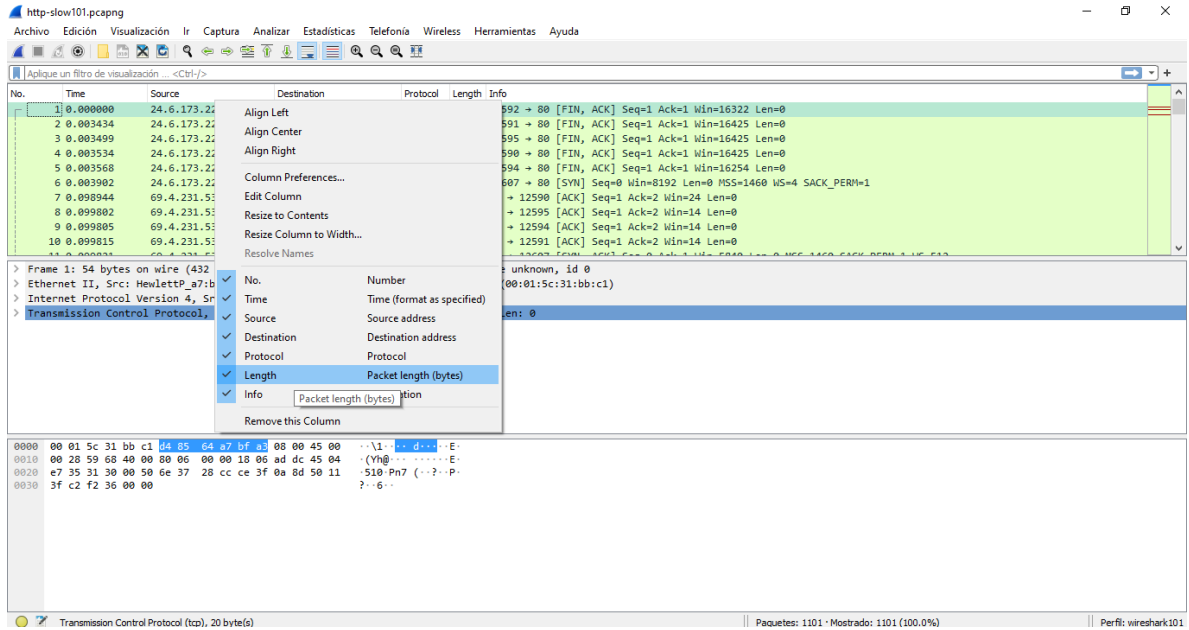 http-slow101.pcapng
Archivo Edición Visualización Ir Captura Analizar Estadísticas Telefonía Wireless Herramientas Ayuda
Aplique un filtro de visualización ... <Ctrl-/>
No. Time Source Destination Protocol Length Info
1 0.000000 24.6.173.22 592 → 80 [FIN, ACK] Seq=1 Ack=1 Win=16322 Len=0
2 0.003434 24.6.173.22 591 → 80 [FIN, ACK] Seq=1 Ack=1 Win=16425 Len=0
3 0.003499 24.6.173.22 595 → 80 [FIN, ACK] Seq=1 Ack=1 Win=16425 Len=0
4 0.003534 24.6.173.22 590 → 80 [FIN, ACK] Seq=1 Ack=1 Win=16425 Len=0
5 0.003568 24.6.173.22 594 → 80 [FIN, ACK] Seq=1 Ack=1 Win=16254 Len=0
6 0.003902 24.6.173.22 607 → 80 [SYN] Seq=0 Win=8192 Len=0 MSS=1460 WS=4 SACK_PERM=1
7 0.098944 69.4.231.53 → 12590 [ACK] Seq=1 Ack=2 Win=24 Len=0
8 0.099802 69.4.231.53 → 12595 [ACK] Seq=1 Ack=2 Win=14 Len=0
9 0.099805 69.4.231.53 → 12594 [ACK] Seq=1 Ack=2 Win=14 Len=0
10 0.099815 69.4.231.53 → 12591 [ACK] Seq=1 Ack=2 Win=14 Len=0
Align Left
Align Center
Align Right
Column Preferences...
Edit Column
Resize to Contents
Resize Column to Width...
Resolve Names
No. Number
Time Time (format as specified)
Source Source address
Destination Destination address
Protocol Protocol
Length Packet length (bytes)
Info ation
Packet length (bytes)
Remove this Column
Frame 1: 54 bytes on wire (432 e unknown, id 0
Ethernet II, Src: HewlettP_a7:b (00:01:5c:31:bb:c1)
Internet Protocol Version 4, Sr
Transmission Control Protocol, en: 0
0000 00 01 5c 31 bb c1 d4 85 64 a7 bf a3 08 00 45 00 ··\1···· d·····E·
0010 00 28 59 68 40 00 80 06 00 00 18 06 ad dc 45 04 ·(Yh@··· ······E·
0020 e7 35 31 30 00 50 6e 37 28 cc ce 3f 0a 8d 50 11 ·510·Pn7 (··?··P·
0030 3f c2 f2 36 00 00 ?··6··
Transmission Control Protocol (tcp), 20 byte(s) Paquetes: 1101 · Mostrado: 1101 (100.0%) Perfil: wireshark101